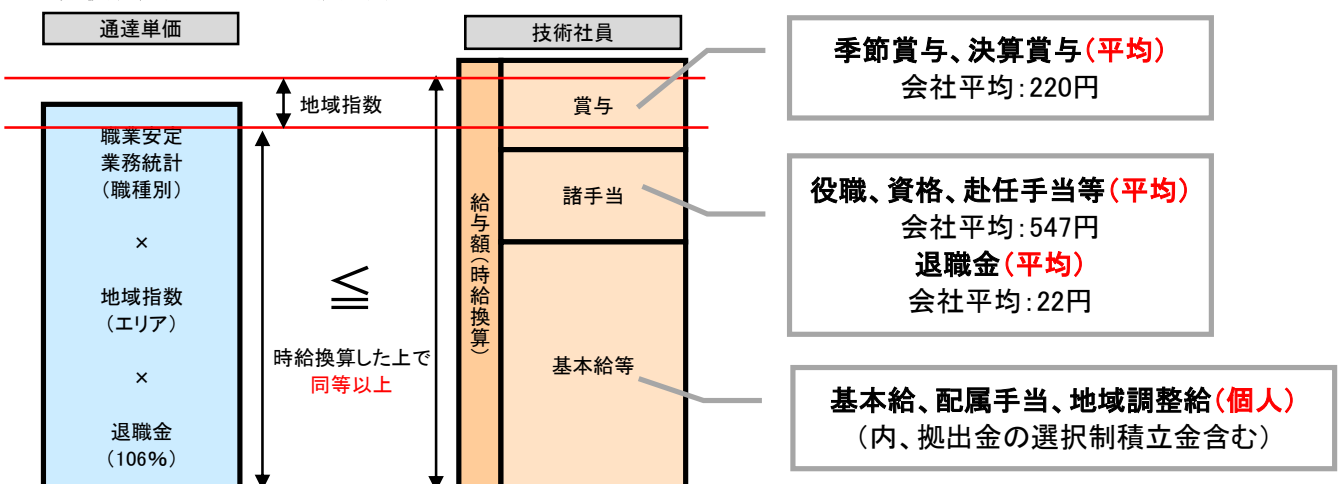 通達単価
技術社員
地域指数
職業安定
業務統計
(職種別)
×
地域指数
(エリア)
×
退職金
(106%)
≦
時給換算した上で
同等以上
給与額(時給換算)
賞与
諸手当
基本給等
季節賞与、決算賞与(平均)
会社平均:220円
役職、資格、赴任手当等(平均)
会社平均:547円
退職金(平均)
会社平均:22円
基本給、配属手当、地域調整給(個人)
(内、拠出金の選択制積立金含む)